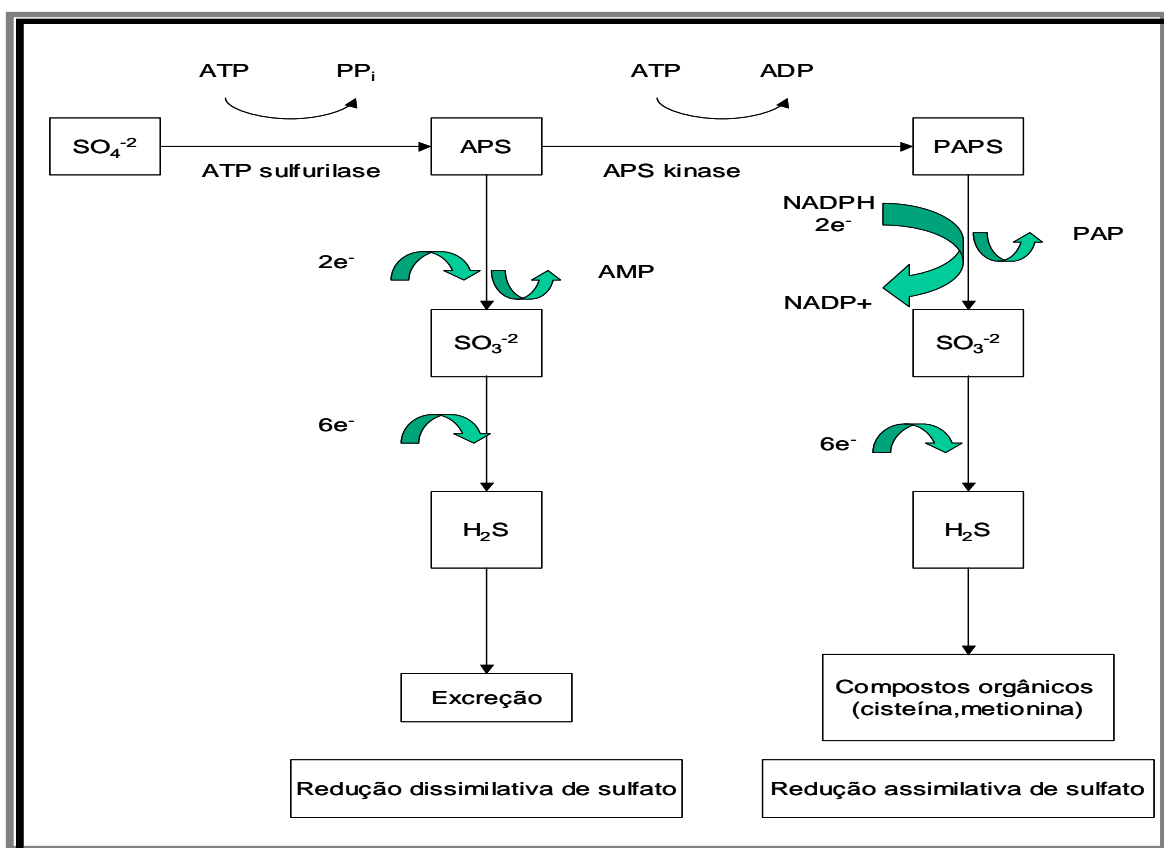 ATP PPᵢ ATP ADP
SO₄⁻² APS PAPS
ATP sulfurilase APS kinase
NADPH
2e⁻
PAP
2e⁻
AMP
NADP+
SO₃⁻² SO₃⁻²
6e⁻ 6e⁻
H₂S H₂S
Excreção
Compostos orgânicos
(cisteína,metionina)
Redução dissimilativa de sulfato
Redução assimilativa de sulfato